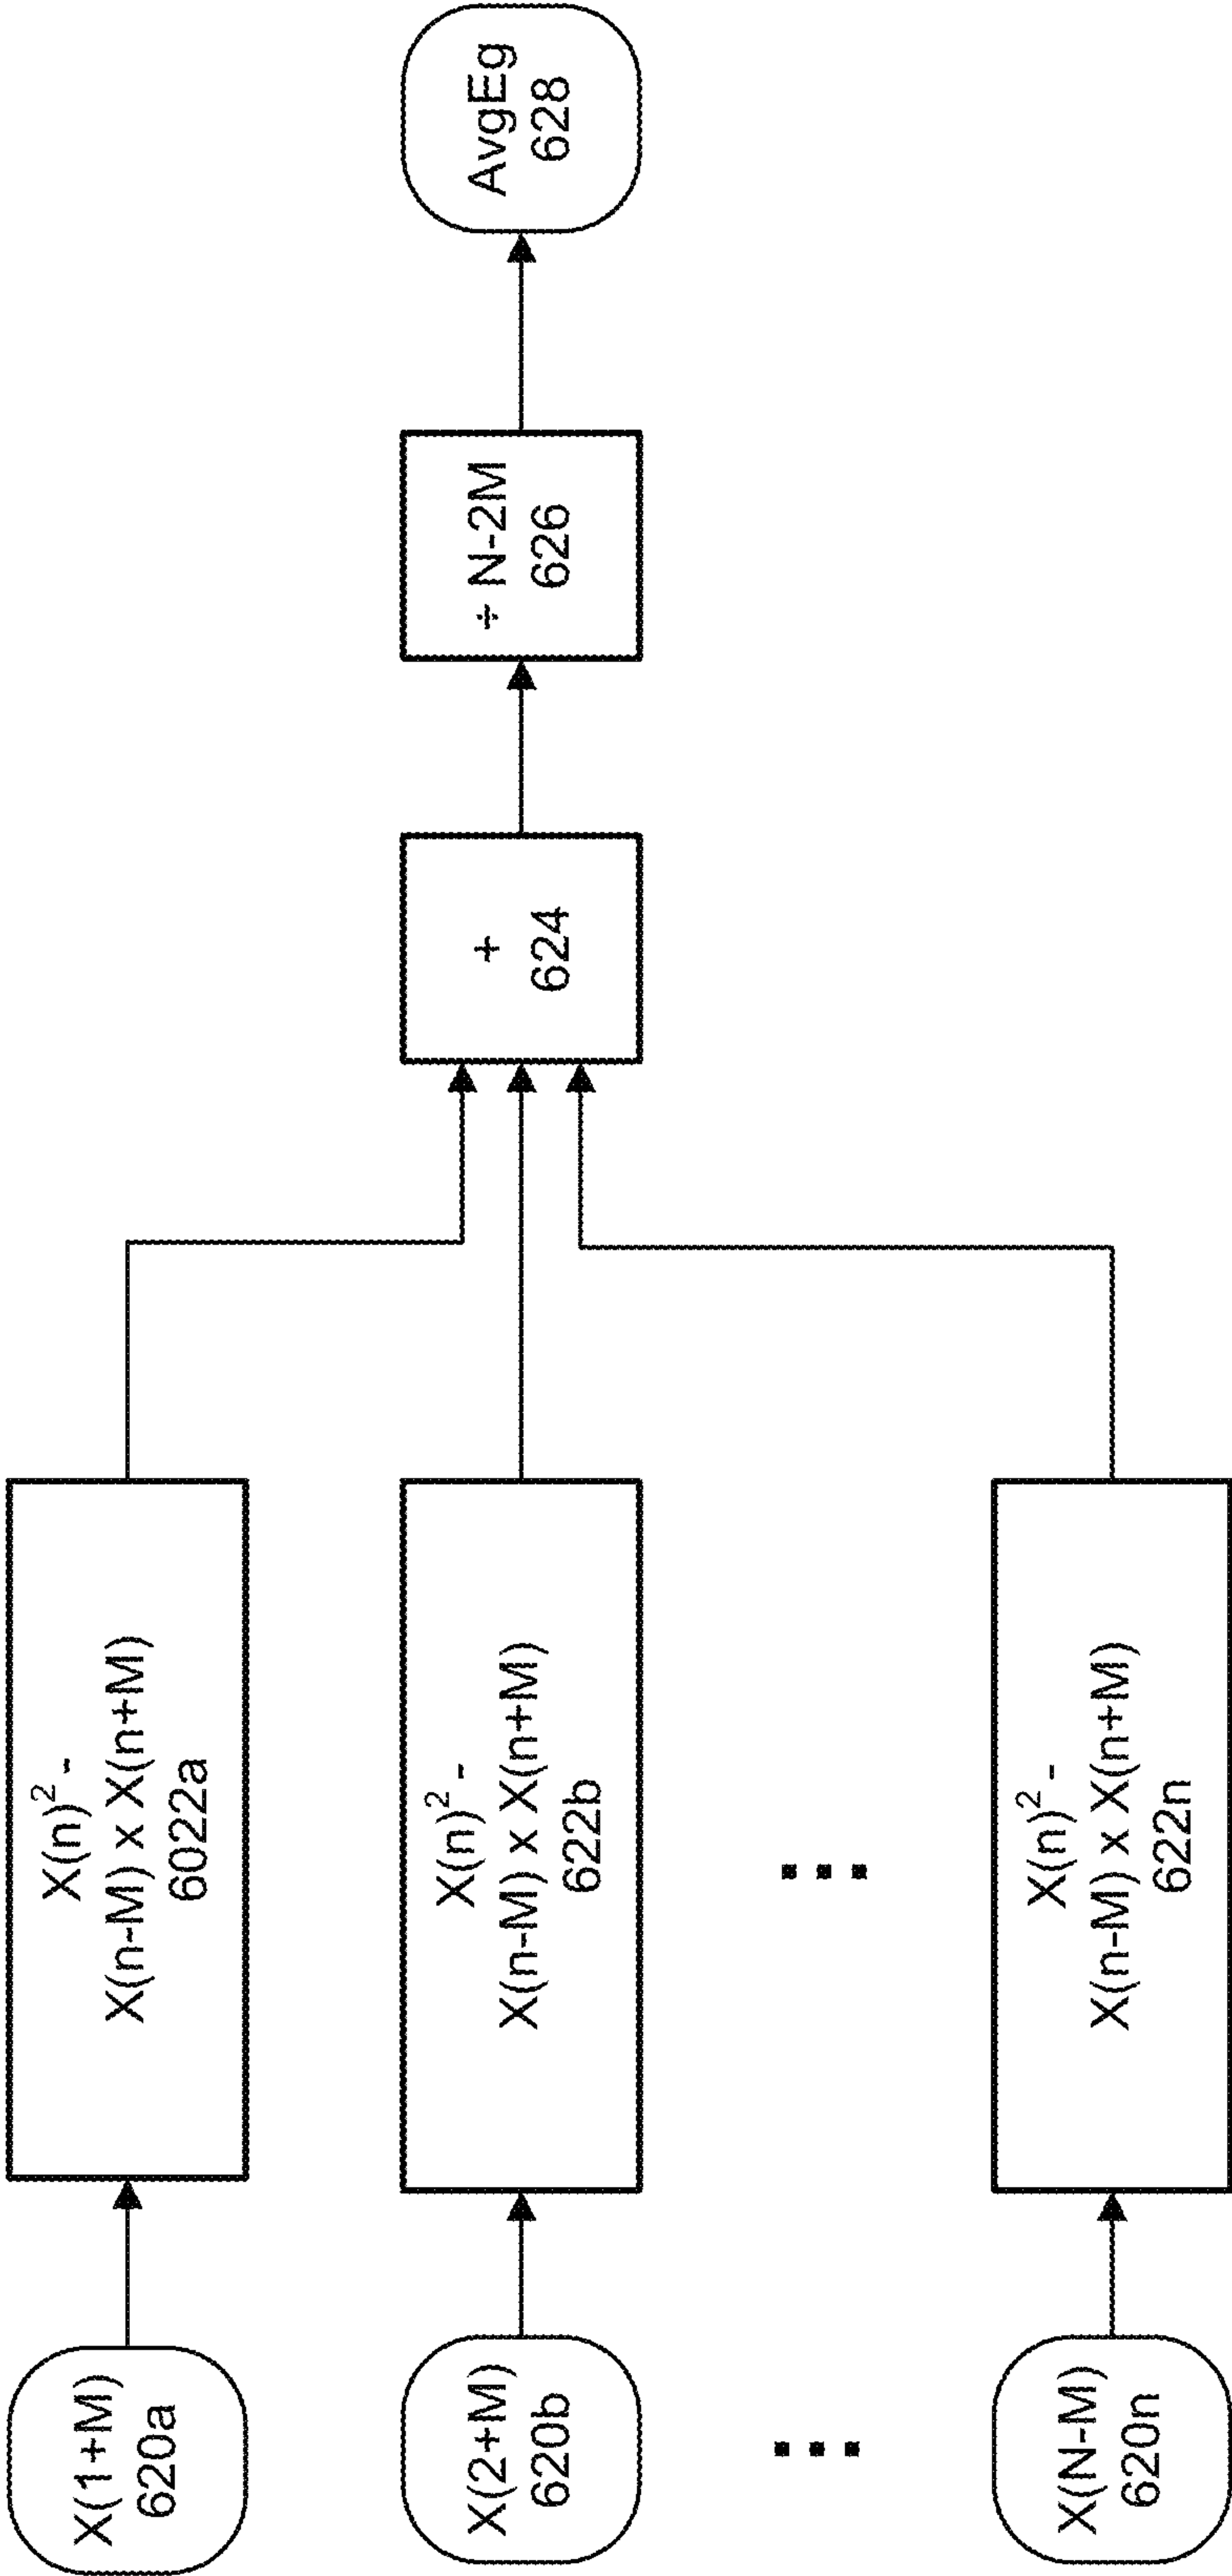 X(1+M)
620a
X(n)² -
X(n-M) x X(n+M)
6022a
X(2+M)
620b
X(n)² -
X(n-M) x X(n+M)
622b
+
624
÷ N-2M
626
AvgEg
628
...
...
X(N-M)
620n
X(n)² -
X(n-M) x X(n+M)
622n